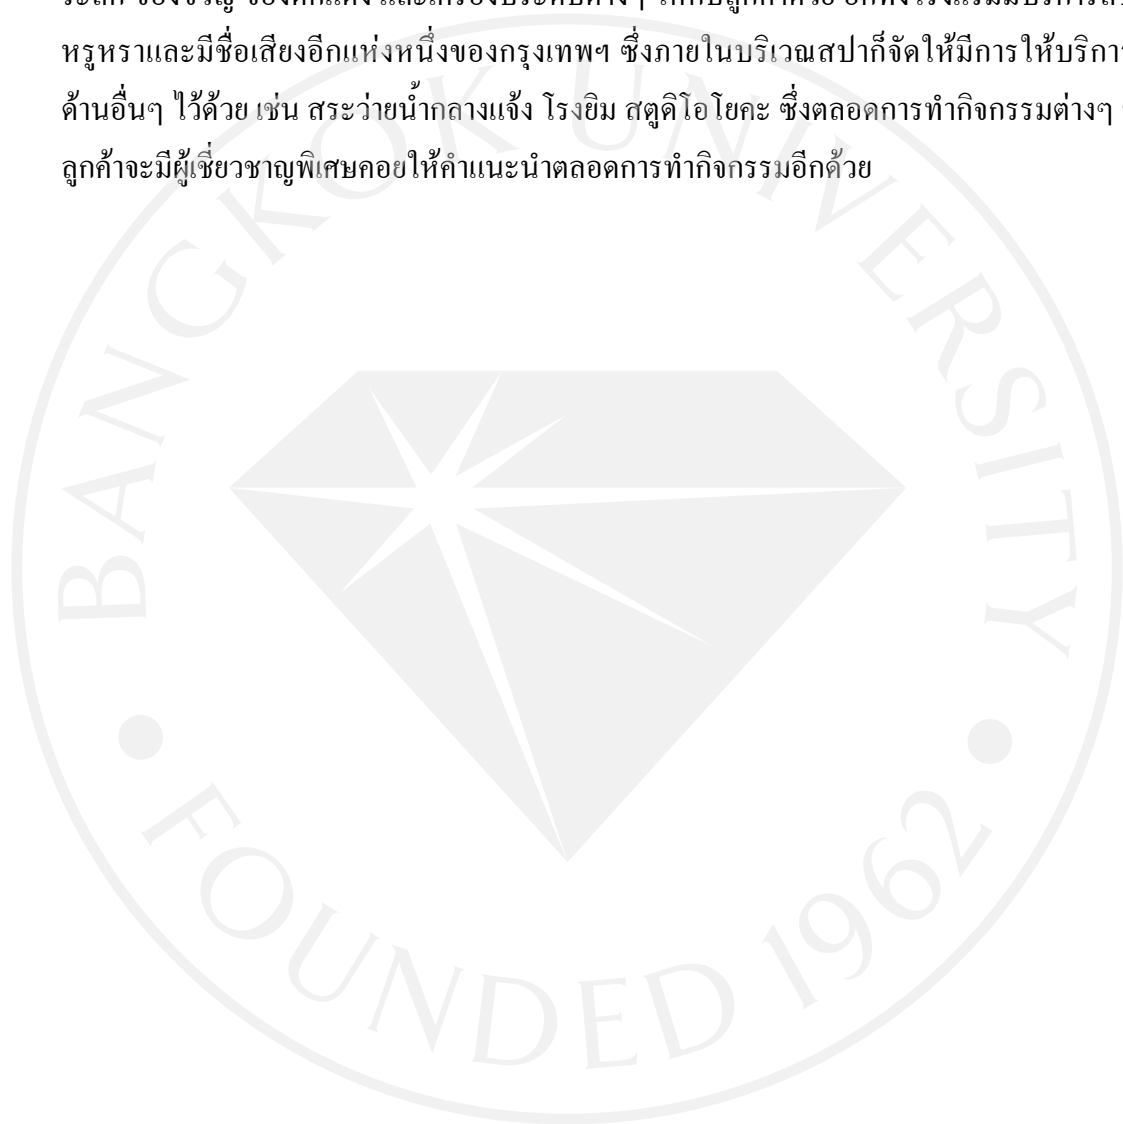 หรูหราและมีชื่อเสียงอีกแห่งหนึ่งของกรุงเทพฯ ซึ่งภายในบริเวณสปาก็จัดให้มีการให้บริการ
ด้านอื่นๆ ไว้ด้วย เช่น สระว่ายน้ำกลางแจ้ง โรงยิม สตูดิโอโยคะ ซึ่งตลอดการทำกิจกรรมต่างๆ
ลูกค้าจะมีผู้เชี่ยวชาญพิเศษคอยให้คำแนะนำตลอดการทำกิจกรรมอีกด้วย
BANGKOK UNIVERSITY
FOUNDED 1962